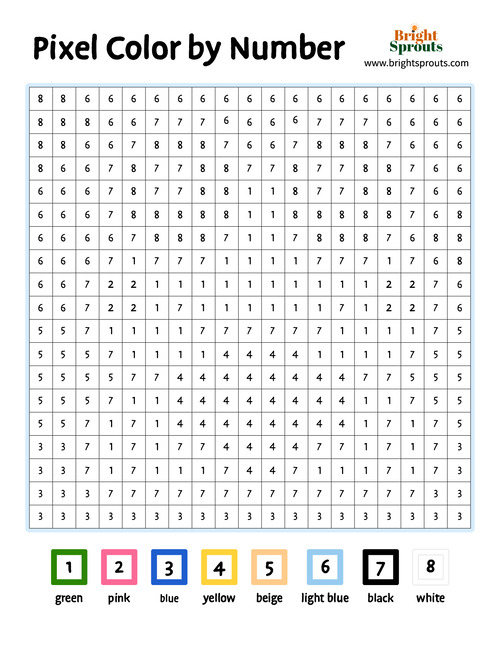 Pixel Color by Number
Bright
Sprouts
www.brightsprouts.com
8 8 6 6 6 6 6 6 6 6 6 6 6 6 6 6 6 6 6
8 8 8 6 6 7 7 7 6 6 6 7 7 7 6 6 6 6 6
8 8 6 6 7 8 8 8 7 6 6 7 8 8 8 7 6 6 6
8 6 6 7 8 7 7 8 8 7 7 8 7 7 8 8 7 6 6
6 6 6 7 8 7 7 8 8 1 1 8 7 7 8 8 7 6 6
6 6 6 7 8 8 8 8 8 1 1 8 8 8 8 8 7 6 8
6 6 6 6 7 8 8 8 7 1 1 7 8 8 8 7 6 8 8
6 6 6 7 1 7 7 7 1 1 1 1 7 7 7 1 7 6 8
6 6 7 2 2 1 1 1 1 1 1 1 1 1 1 2 2 7 6
6 6 7 2 2 1 7 1 1 1 1 1 1 7 1 2 2 7 6
5 5 7 1 1 1 1 7 7 7 7 7 7 1 1 1 1 7 5
5 5 5 7 1 1 1 1 4 4 4 4 1 1 1 1 7 5 5
5 5 5 5 7 7 4 4 4 4 4 4 4 4 7 7 5 5 5
5 5 5 5 7 1 1 4 4 4 4 4 4 4 4 1 1 7 5 5
5 5 7 1 7 1 4 4 4 4 4 4 4 4 1 7 1 7 5
3 3 7 1 7 1 7 7 4 4 4 4 7 7 1 7 1 7 3
3 3 7 1 7 1 1 1 7 4 4 7 1 1 1 7 1 7 3
3 3 3 7 7 7 7 7 7 7 7 7 7 7 7 7 7 3 3
3 3 3 3 3 3 3 3 3 3 3 3 3 3 3 3 3 3 3
1 2 3 4 5 6 7 8
green pink blue yellow beige light blue black white